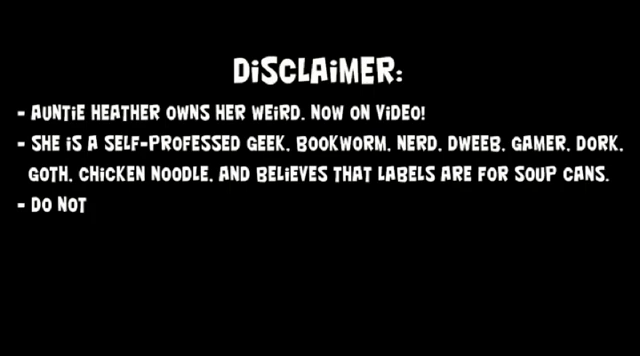 DISCLAIMER:
- AUNTIE HEATHER OWNS HER WEIRD. NOW ON VIDEO!
- SHE IS A SELF-PROFESSED GEEK, BOOKWORM, NERD, DWEEB, GAMER, DORK,
GOTH, CHICKEN NOODLE, AND BELIEVES THAT LABELS ARE FOR SOUP CANS.
- DO NOT